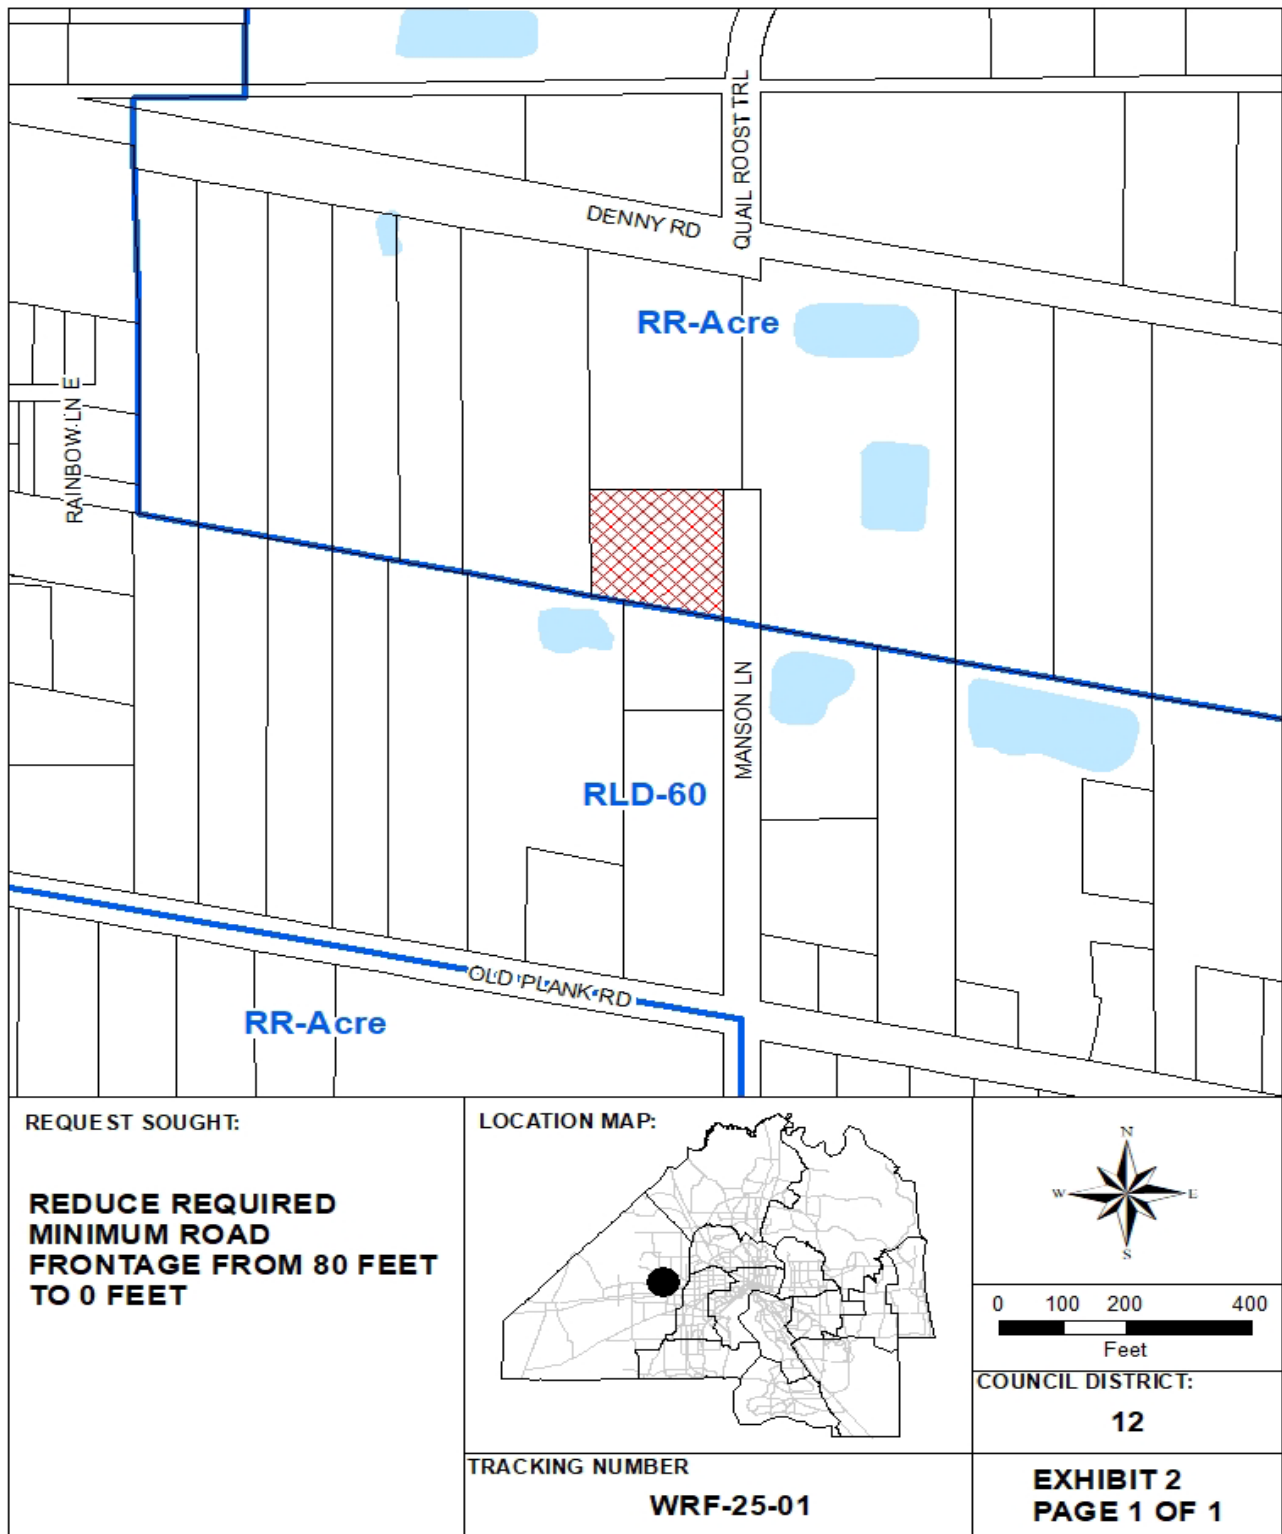 QUAIL ROOST TRL
DENNY RD
RR-Acre
RAINBOW LN E
MANSON LN
RLD-60
OLD PLANK RD
RR-Acre
REQUEST SOUGHT:
REDUCE REQUIRED
MINIMUM ROAD
FRONTAGE FROM 80 FEET
TO 0 FEET
LOCATION MAP:
N
W E
S
0 100 200 400
Feet
COUNCIL DISTRICT:
12
TRACKING NUMBER
WRF-25-01
EXHIBIT 2
PAGE 1 OF 1